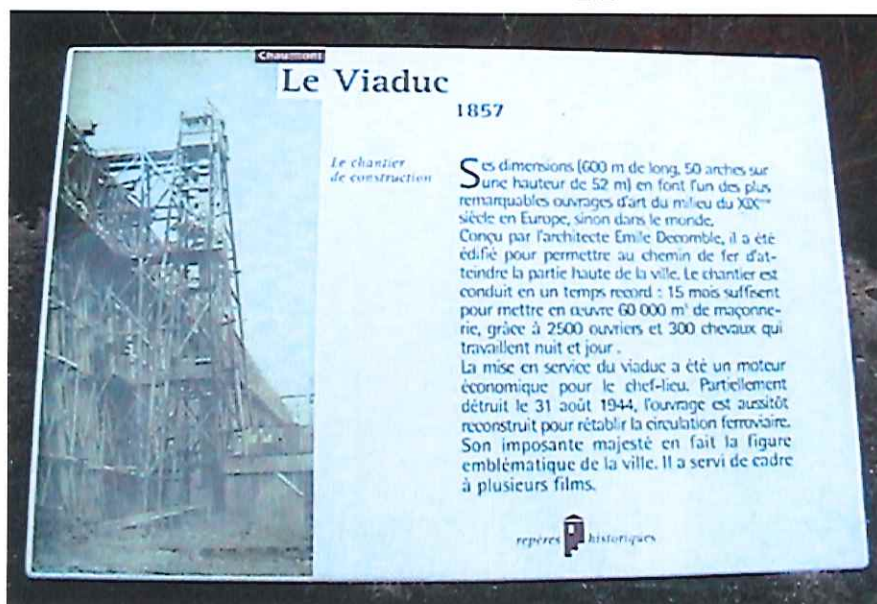 Chaumont
Le Viaduc
1857
Le chantier
de construction
Ses dimensions (600 m de long, 50 arches sur
une hauteur de 52 m) en font l'un des plus
remarquables ouvrages d'art du milieu du XIXème
siècle en Europe, sinon dans le monde.
Conçu par l'architecte Emile Decomble, il a été
édifié pour permettre au chemin de fer d'at-
teindre la partie haute de la ville. Le chantier est
conduit en un temps record : 15 mois suffisent
pour mettre en œuvre 60 000 m³ de maçonne-
rie, grâce à 2500 ouvriers et 300 chevaux qui
travaillent nuit et jour .
La mise en service du viaduc a été un moteur
économique pour le chef-lieu. Partiellement
détruit le 31 août 1944, l'ouvrage est aussitôt
reconstruit pour rétablir la circulation ferroviaire.
Son imposante majesté en fait la figure
emblématique de la ville. Il a servi de cadre
à plusieurs films.
repères historiques